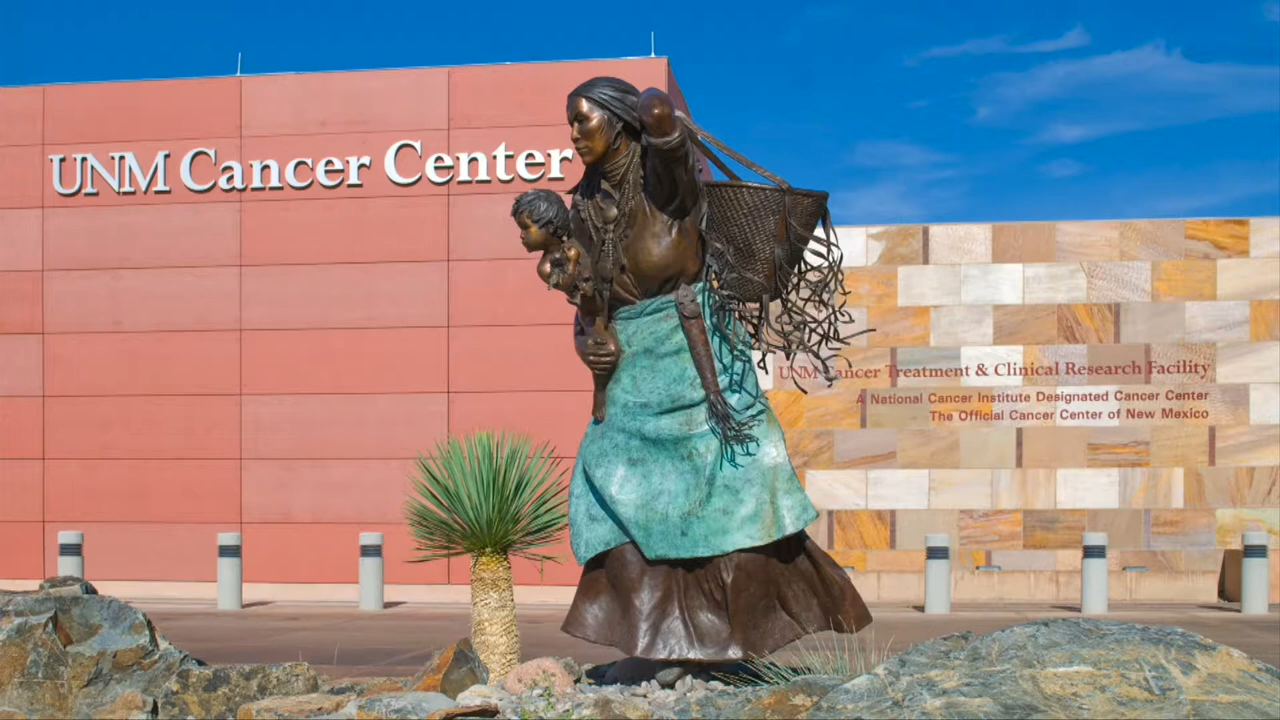 UNM Cancer Center
UNM Cancer Treatment & Clinical Research Facility
A National Cancer Institute Designated Cancer Center
The Official Cancer Center of New Mexico